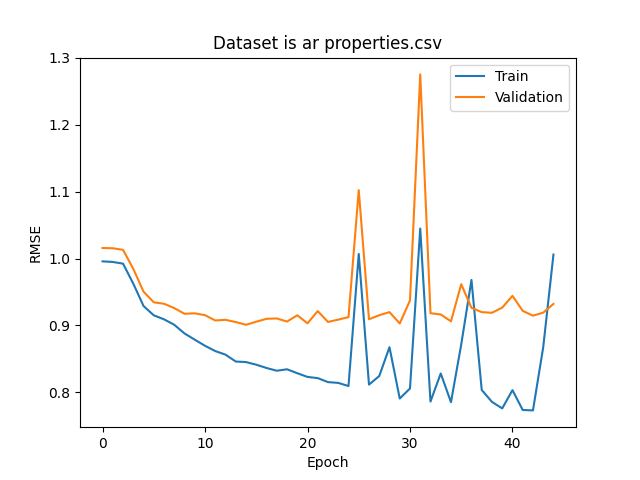 Dataset is ar properties.csv
Train
Validation
RMSE
1.3
1.2
1.1
1.0
0.9
0.8
0
10
20
30
40
Epoch